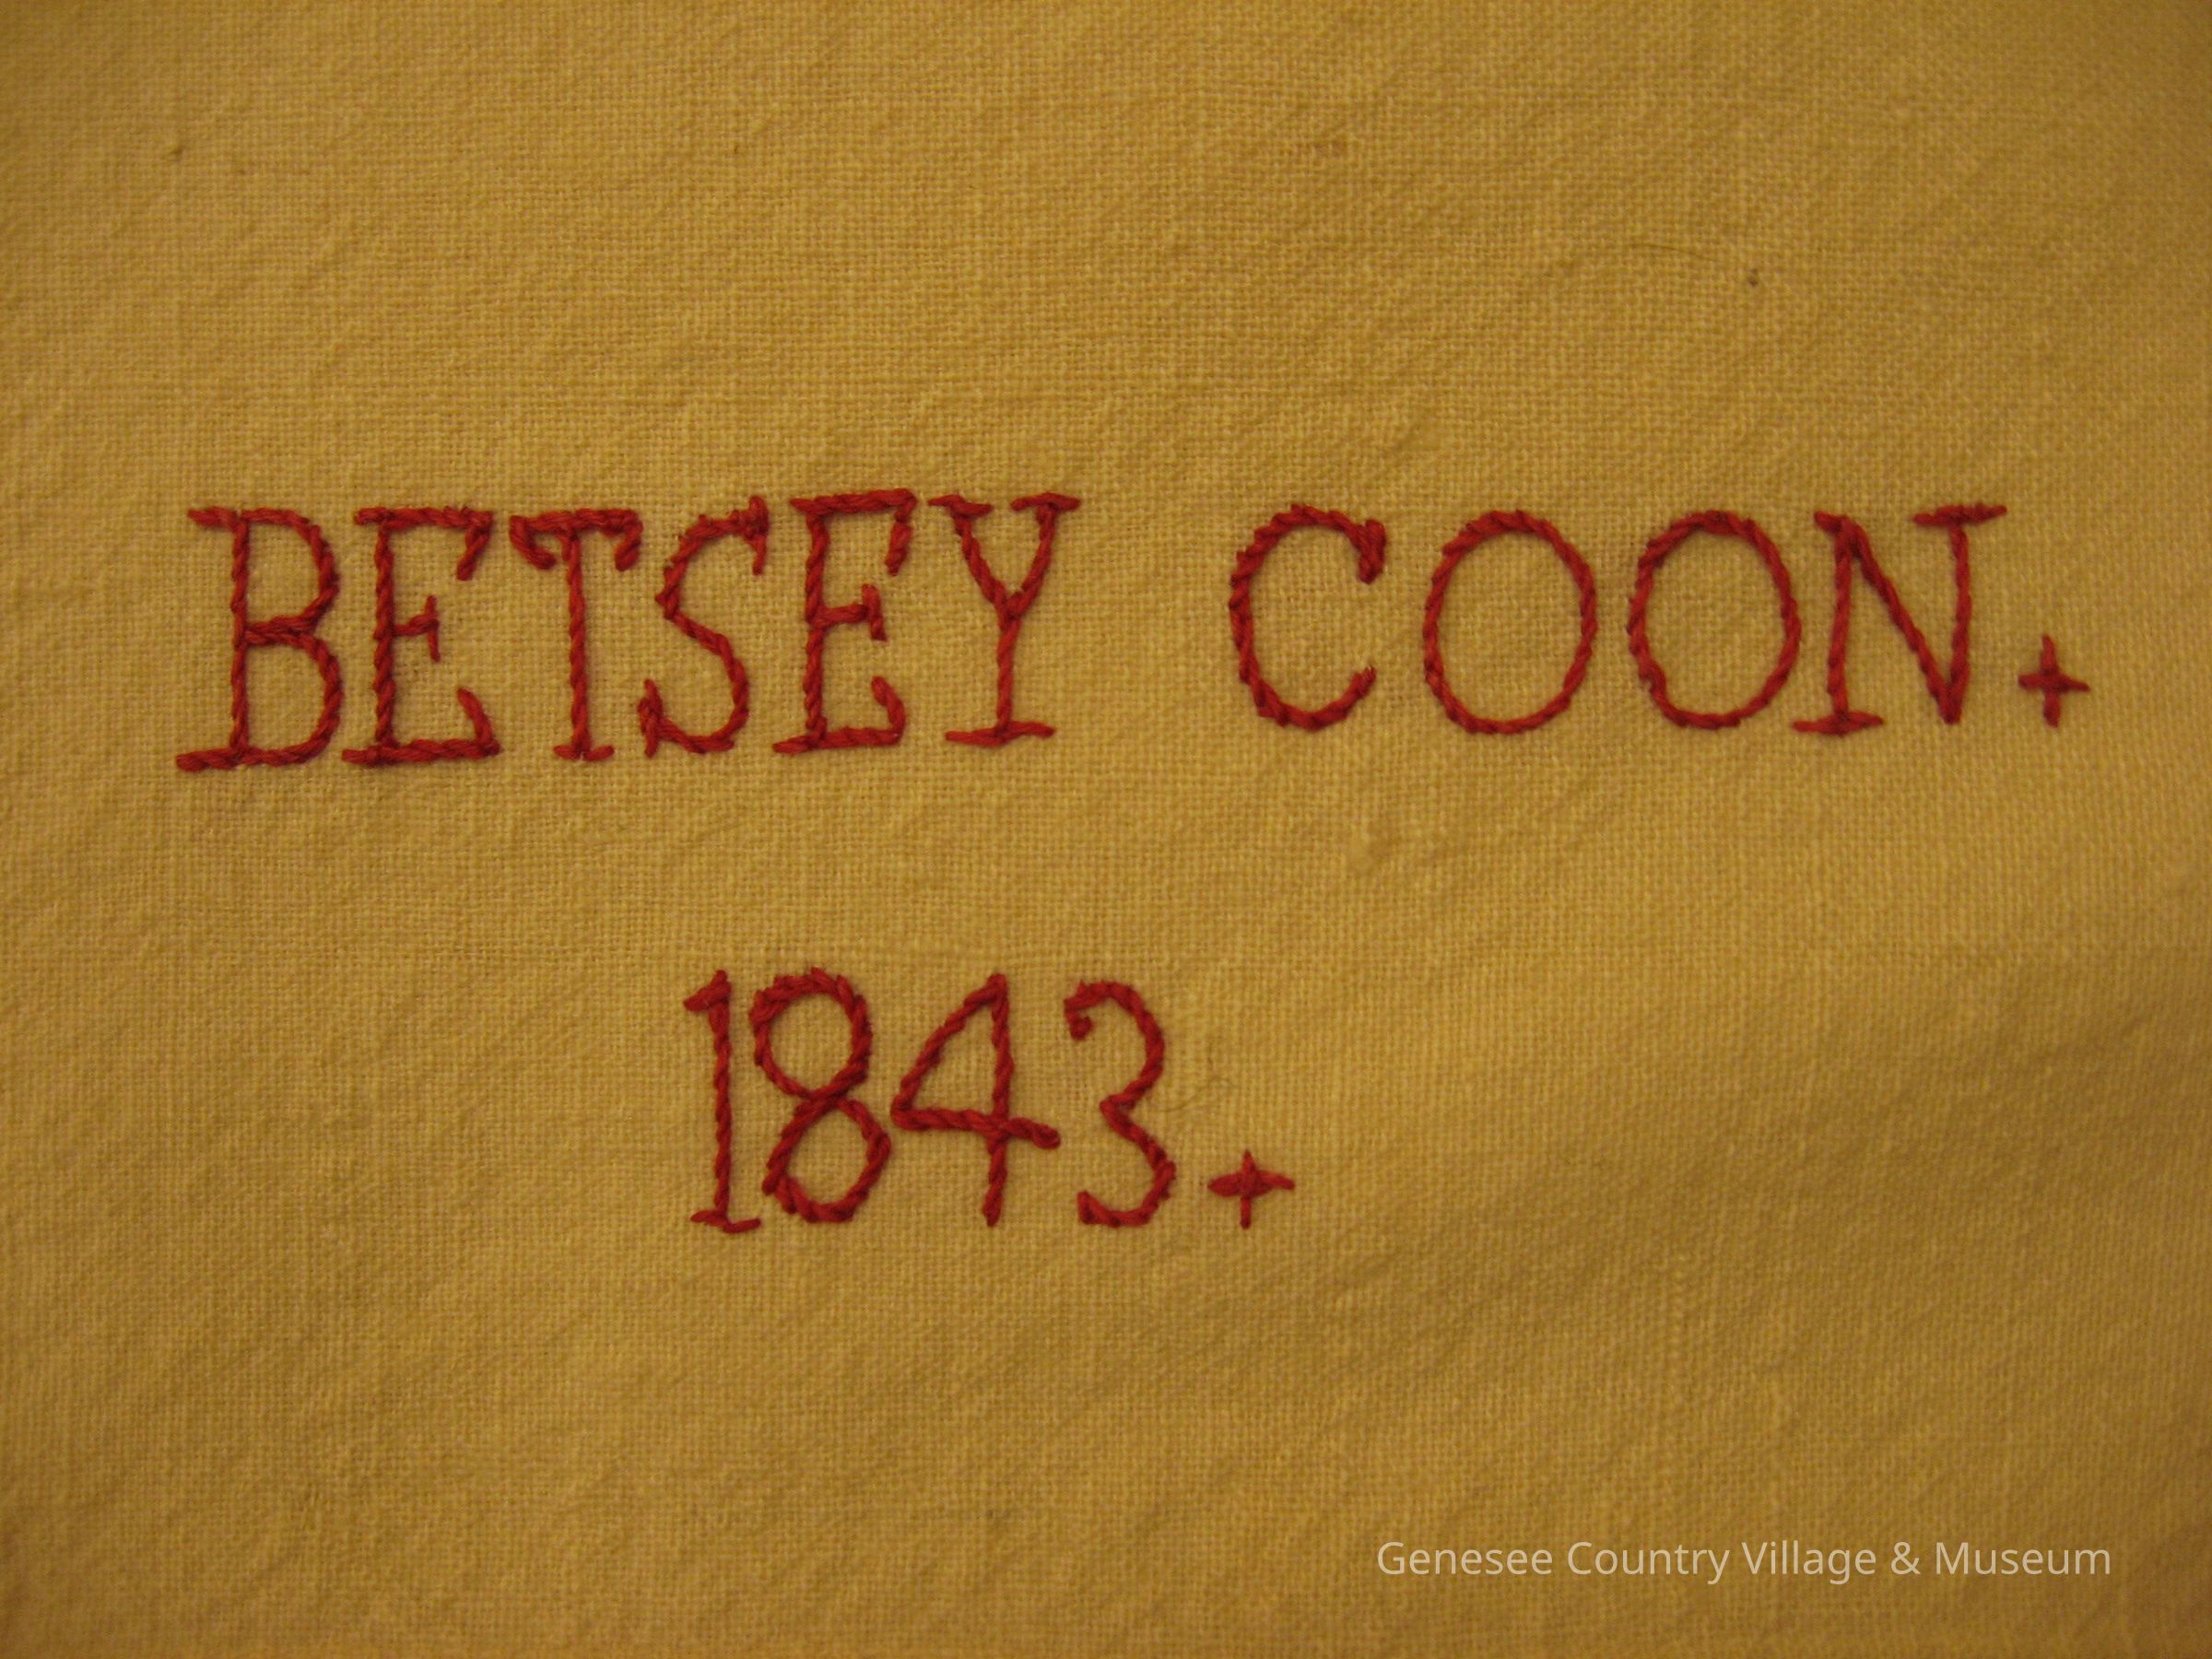 BETSEY COON.
1843.
Genesee Country Village & Museum